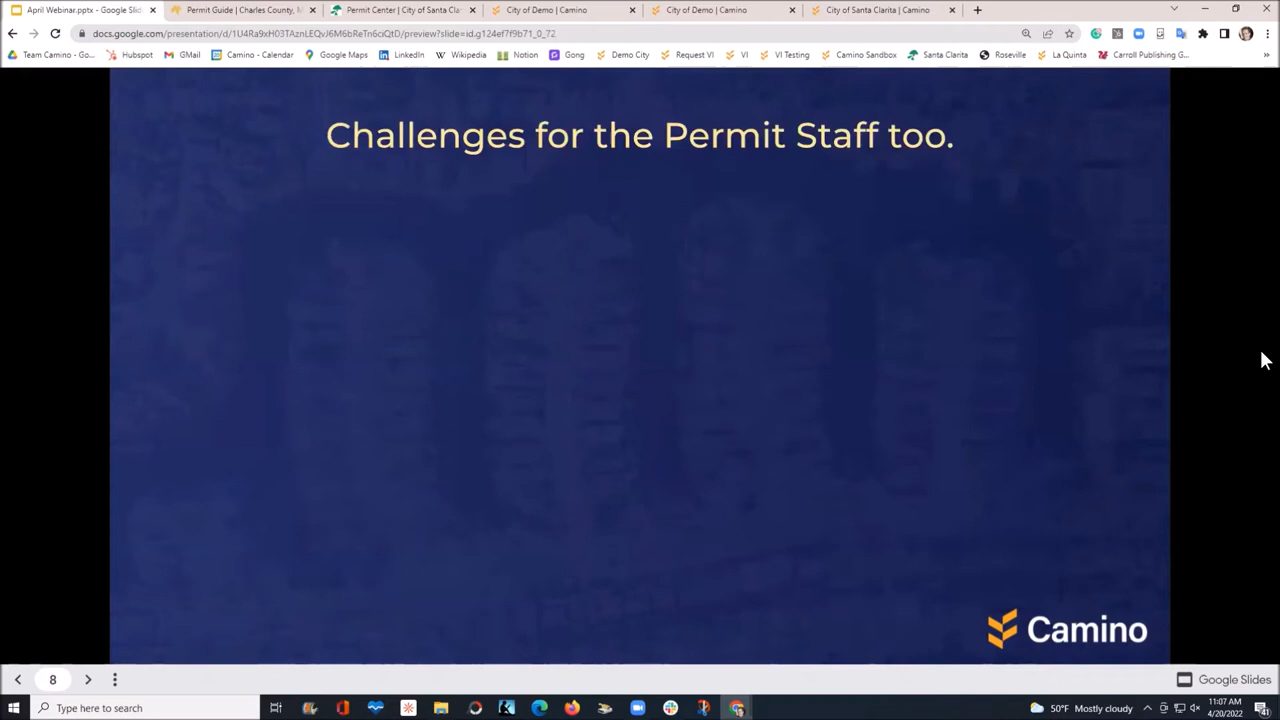 April Webinar.pptx - Google Slid
Permit Guide | Charles County, M
Permit Center | City of Santa Cla
City of Demo | Camino
City of Demo | Camino
City of Santa Clarita | Camino
docs.google.com/presentation/d/1U4Ra9xH03TAznLEQvJ6M6bReTn6ciQtD/preview?slide=id.g124ef7f9b71_0_72
Team Camino - Go...
Hubspot
GMail
Camino - Calendar
Google Maps
LinkedIn
Wikipedia
Notion
Gong
Demo City
Request VI
VI
VI Testing
Camino Sandbox
Santa Clarita
Roseville
La Quinta
Carroll Publishing G...
Challenges for the Permit Staff too.
Camino
8
Google Slides
Type here to search
50°F Mostly cloudy
11:07 AM
4/20/2022